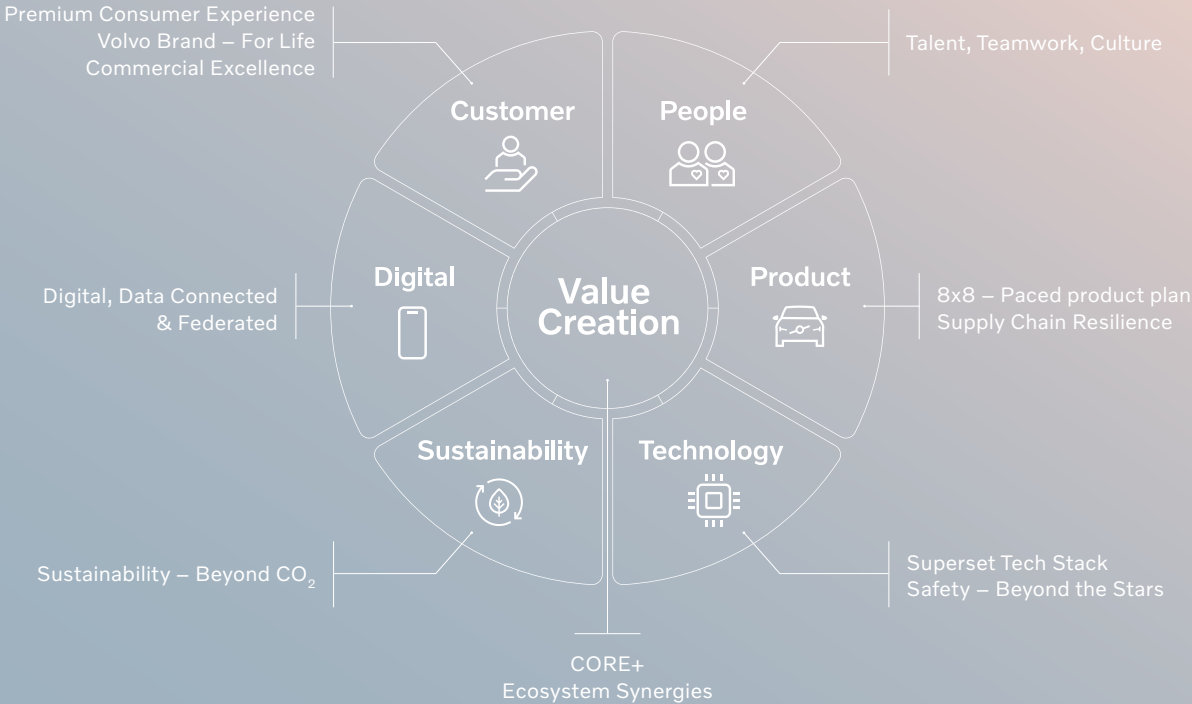 Premium Consumer Experience
Volvo Brand – For Life
Commercial Excellence
Talent, Teamwork, Culture
Customer
People
Digital
Value
Creation
Product
Digital, Data Connected
& Federated
8x8 – Paced product plan
Supply Chain Resilience
Sustainability
Technology
Sustainability – Beyond CO₂
Superset Tech Stack
Safety – Beyond the Stars
CORE+
Ecosystem Synergies